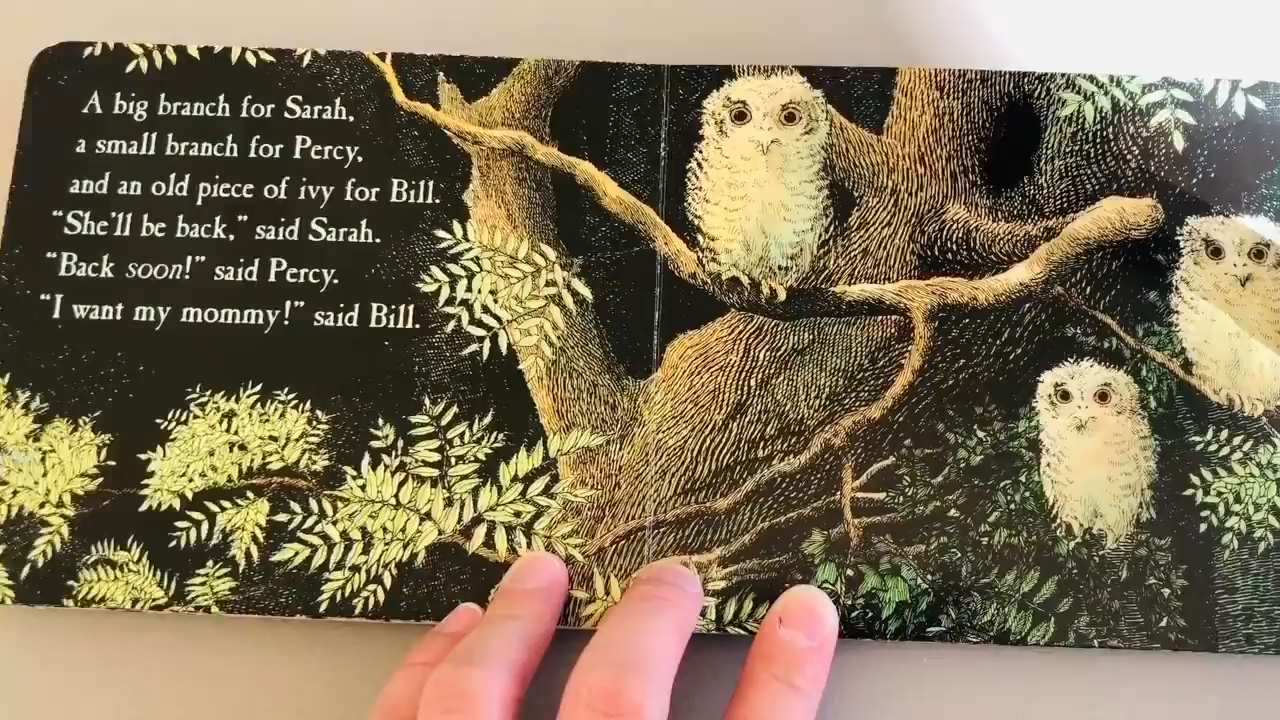 A big branch for Sarah,
a small branch for Percy,
and an old piece of ivy for Bill.
“She’ll be back,” said Sarah.
“Back soon!” said Percy.
“I want my mommy!” said Bill.